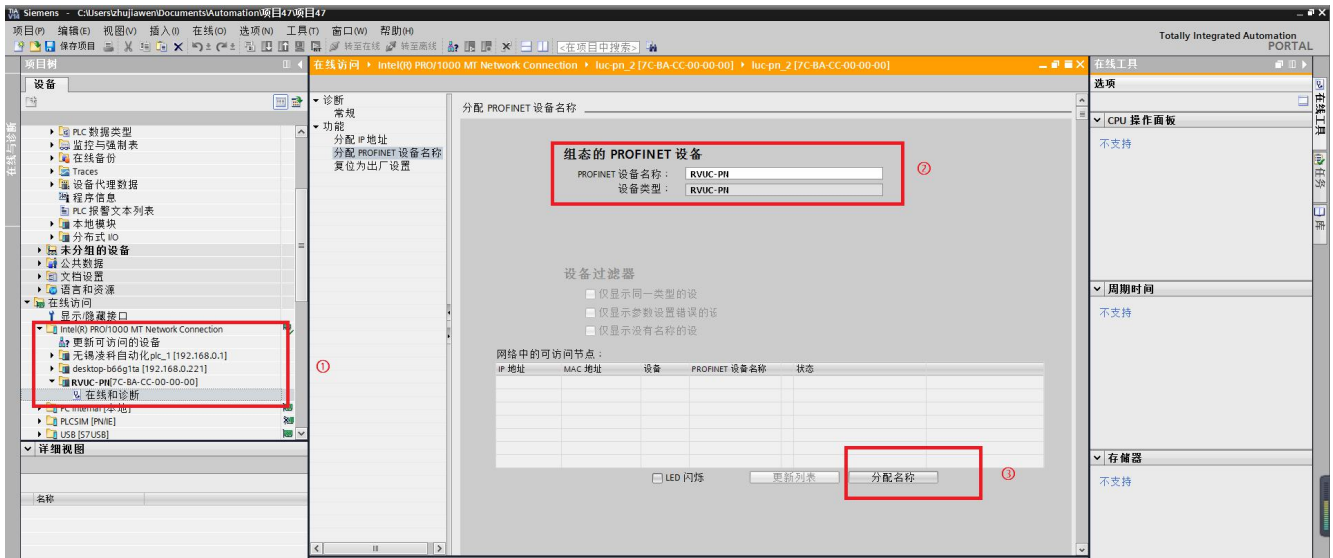 Siemens - C:\Users\zhujiawen\Documents\Automation\项目47\项目47
项目(P) 编辑(E) 视图(V) 插入(I) 在线(O) 选项(N) 工具(T) 窗口(W) 帮助(H)
Totally Integrated Automation
PORTAL
保存项目 转至在线 转至离线 <在项目中搜索>
项目树
设备
PLC 数据类型
监控与强制表
在线备份
Traces
设备代理数据
程序信息
PLC 报警文本列表
本地模块
分布式 I/O
未分组的设备
公共数据
文档设置
语言和资源
在线访问
显示/隐藏接口
Intel(R) PRO/1000 MT Network Connection
更新可访问的设备
无锡凌科自动化plc_1 [192.168.0.1]
desktop-b66g1ta [192.168.0.221]
RVUC-PN[7C-BA-CC-00-00-00]
在线和诊断
PC internal [本地]
PLCSIM [PN/IE]
USB [S7USB]
①
详细视图
名称
在线与诊断
在线访问 ▸ Intel(R) PRO/1000 MT Network Connection ▸ luc-pn_2 [7C-BA-CC-00-00-00] ▸ luc-pn_2 [7C-BA-CC-00-00-00]
诊断
常规
功能
分配 IP 地址
分配 PROFINET 设备名称
复位为出厂设置
分配 PROFINET 设备名称
组态的 PROFINET 设备
PROFINET 设备名称： RVUC-PN
设备类型： RVUC-PN
②
设备过滤器
仅显示同一类型的设
仅显示参数设置错误的证
仅显示没有名称的设
网络中的可访问节点：
IP 地址 MAC 地址 设备 PROFINET 设备名称 状态
LED 闪烁 更新列表 分配名称
③
在线工具
选项
CPU 操作面板
不支持
周期时间
不支持
存储器
不支持
在线工具
任务
库